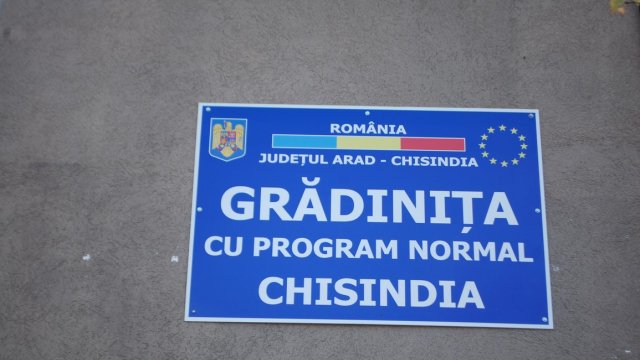 ROMÂNIA
JUDEȚUL ARAD - CHISINDIA
GRĂDINIȚA
CU PROGRAM NORMAL
CHISINDIA